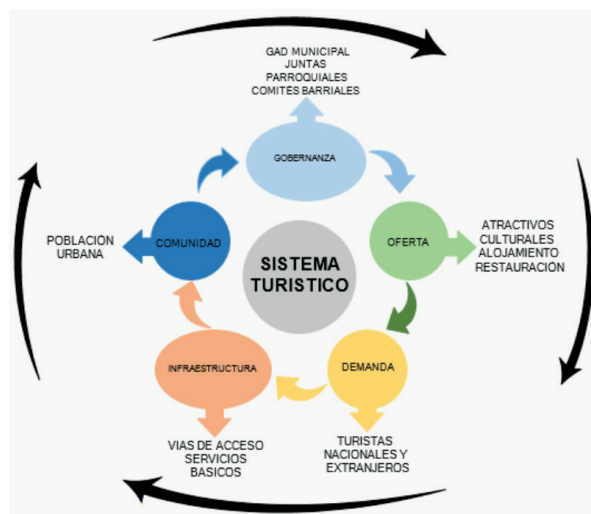 GAD MUNICIPAL
JUNTAS
PARROQUIALES
COMITÉS BARRIALES
GOBERNANZA
OFERTA
ATRACTIVOS
CULTURALES
ALOJAMIENTO
RESTAURACIÓN
DEMANDA
TURISTAS
NACIONALES Y
EXTRANJEROS
INFRAESTRUCTURA
VIAS DE ACCESO
SERVICIOS
BASICOS
COMUNIDAD
POBLACIÓN
URBANA
SISTEMA
TURISTICO